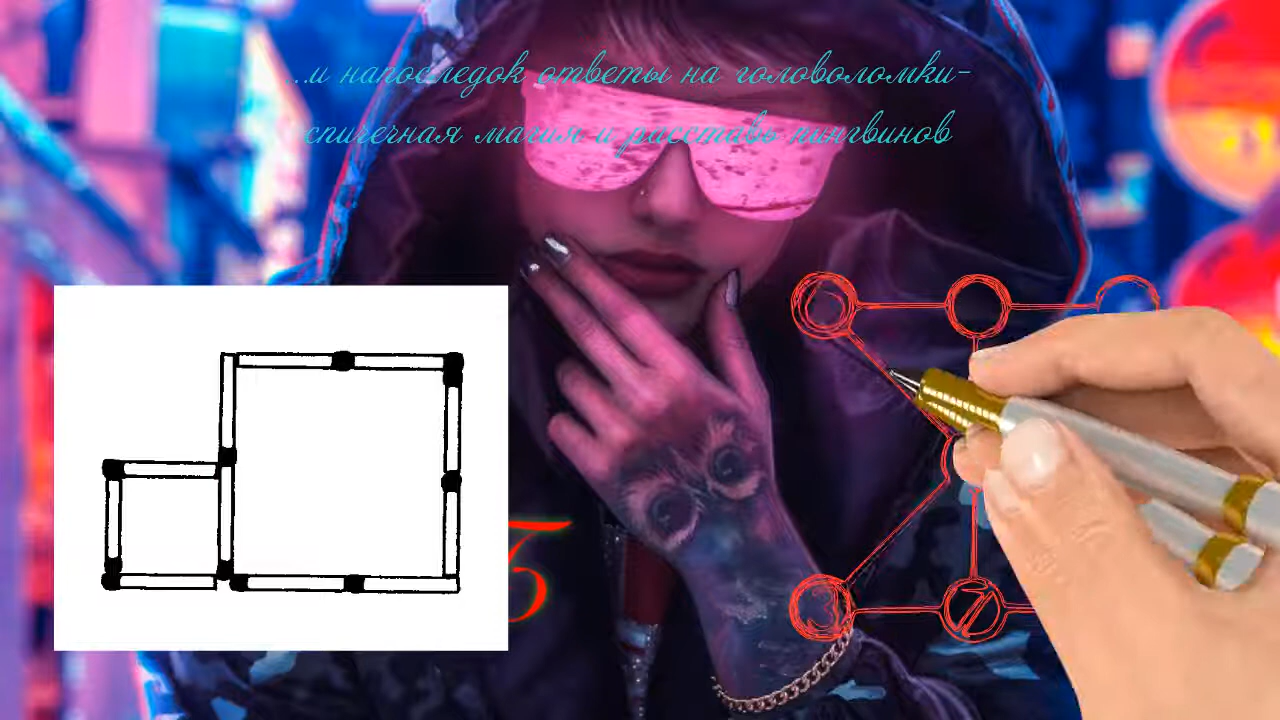 ...и напоследок ответы на головоломки-
спичечная магия и расставь пингвинов